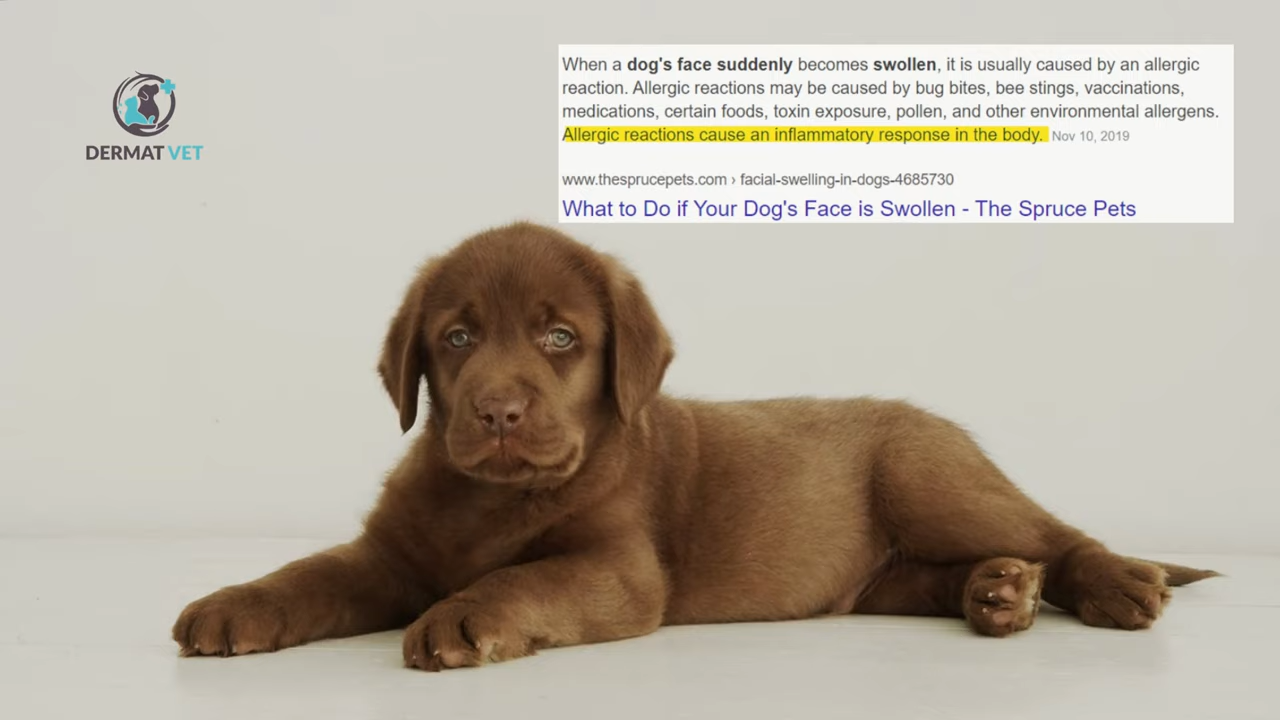 DERMAT VET
When a dog's face suddenly becomes swollen, it is usually caused by an allergic
reaction. Allergic reactions may be caused by bug bites, bee stings, vaccinations,
medications, certain foods, toxin exposure, pollen, and other environmental allergens.
Allergic reactions cause an inflammatory response in the body. Nov 10, 2019
www.thesprucepets.com › facial-swelling-in-dogs-4685730
What to Do if Your Dog's Face is Swollen - The Spruce Pets